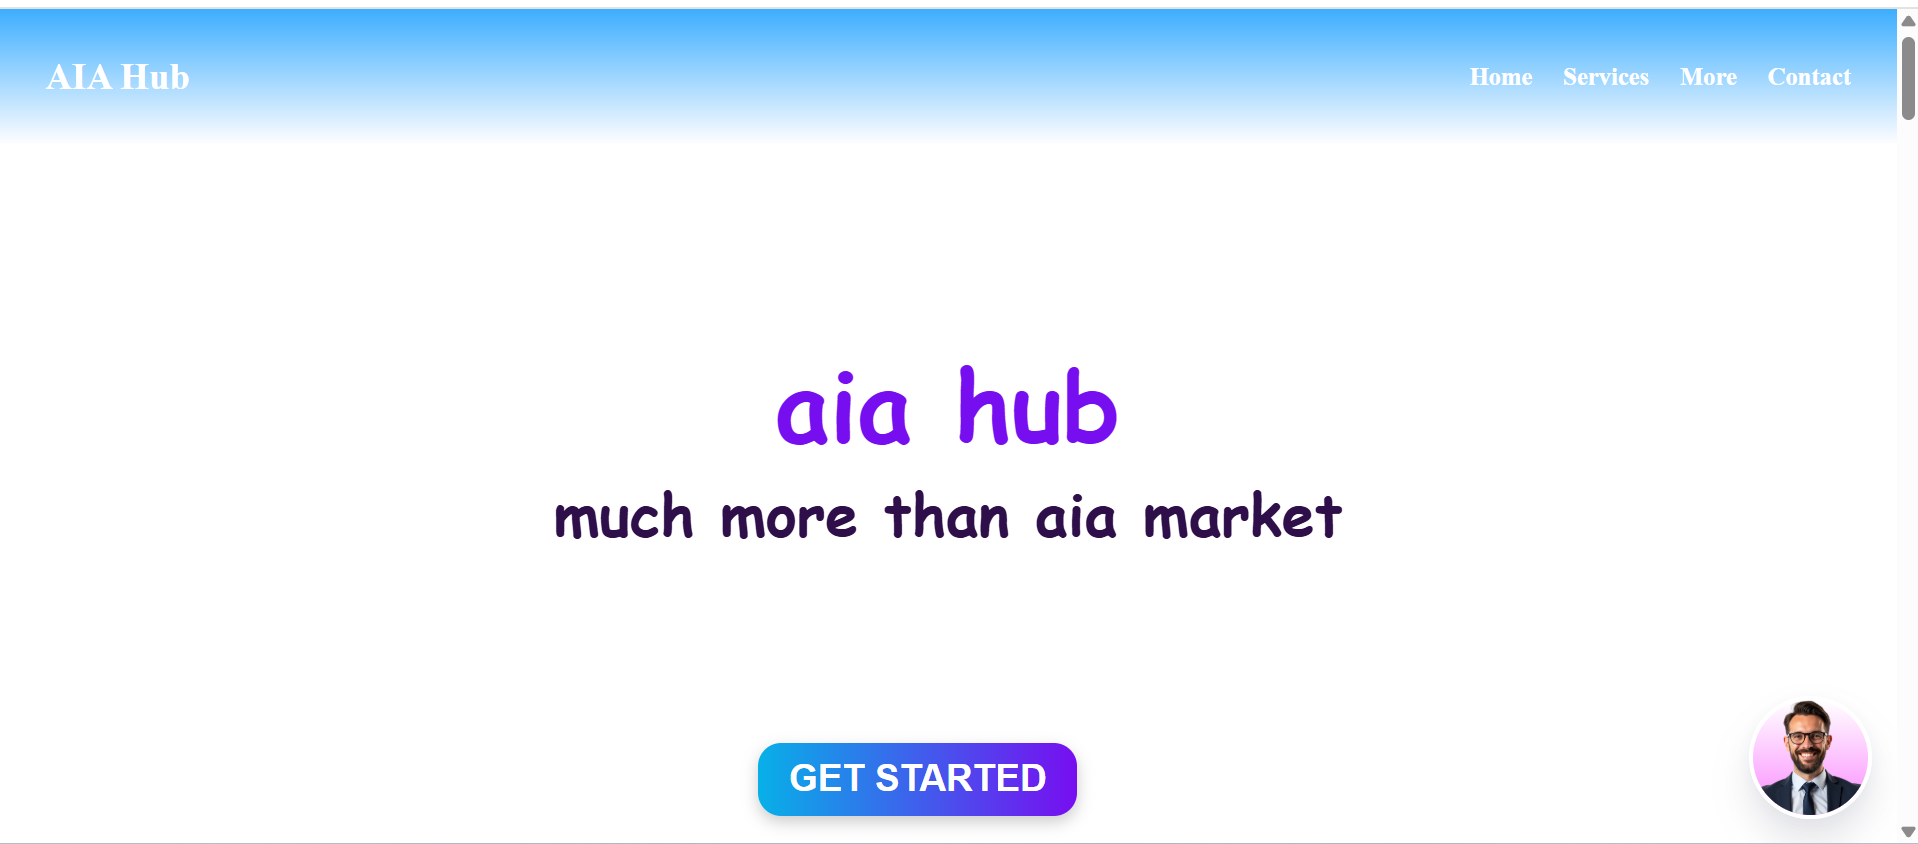 AIA Hub
Home Services More Contact
aia hub
much more than aia market
GET STARTED